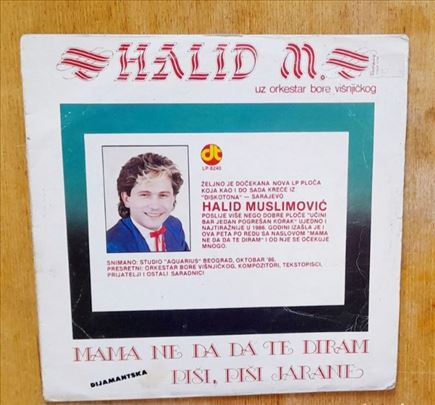 HALID M.
uz orkestar bore višnjičkog
dt
LP 8240
ŽELJNO JE DOČEKANA NOVA LP PLOČA
KOJA KAO I DO SADA KREĆE IZ
"DISKOTONA" — SARAJEVO
HALID MUSLIMOVIĆ
POSLIJE VIŠE NEGO DOBRE PLOČE "UČINI
BAR JEDAN POGREŠAN KORAK" UJEDNO I
NAJTIRAŽNIJE U 1986. GODINI IZAŠLA JE I
OVA PETA PO REDU SA NASLOVOM "MAMA
NE DA DA TE DIRAM" I OD NJE SE OČEKUJE
MNOGO.
SNIMANO: STUDIO "AQUARIUS" BEOGRAD, OKTOBAR '86.
PRESRETNI: ORKESTAR BORE VIŠNJIČKOG, KOMPOZITORI, TEKSTOPISCI,
PRIJATELJI I OSTALI SARADNICI
MAMA NE DA DA TE DIRAM
DIJAMANTSKA
PIŠI, PIŠI JARANE